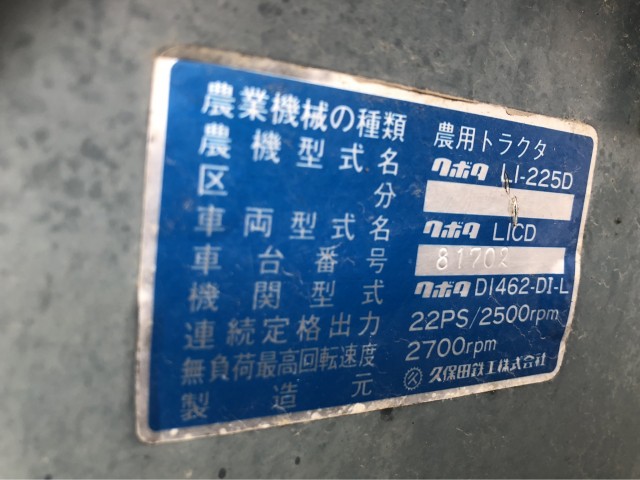 農業機械の種類 農用トラクタ
農機型式名 クボタ L1-225D
区分
車両型式名 クボタ L1CD
車台番号 8170
機関型式 クボタ D1462-DI-L
連続定格出力 22PS/2500rpm
無負荷最高回転速度 2700rpm
製造元 久保田鉄工株式会社